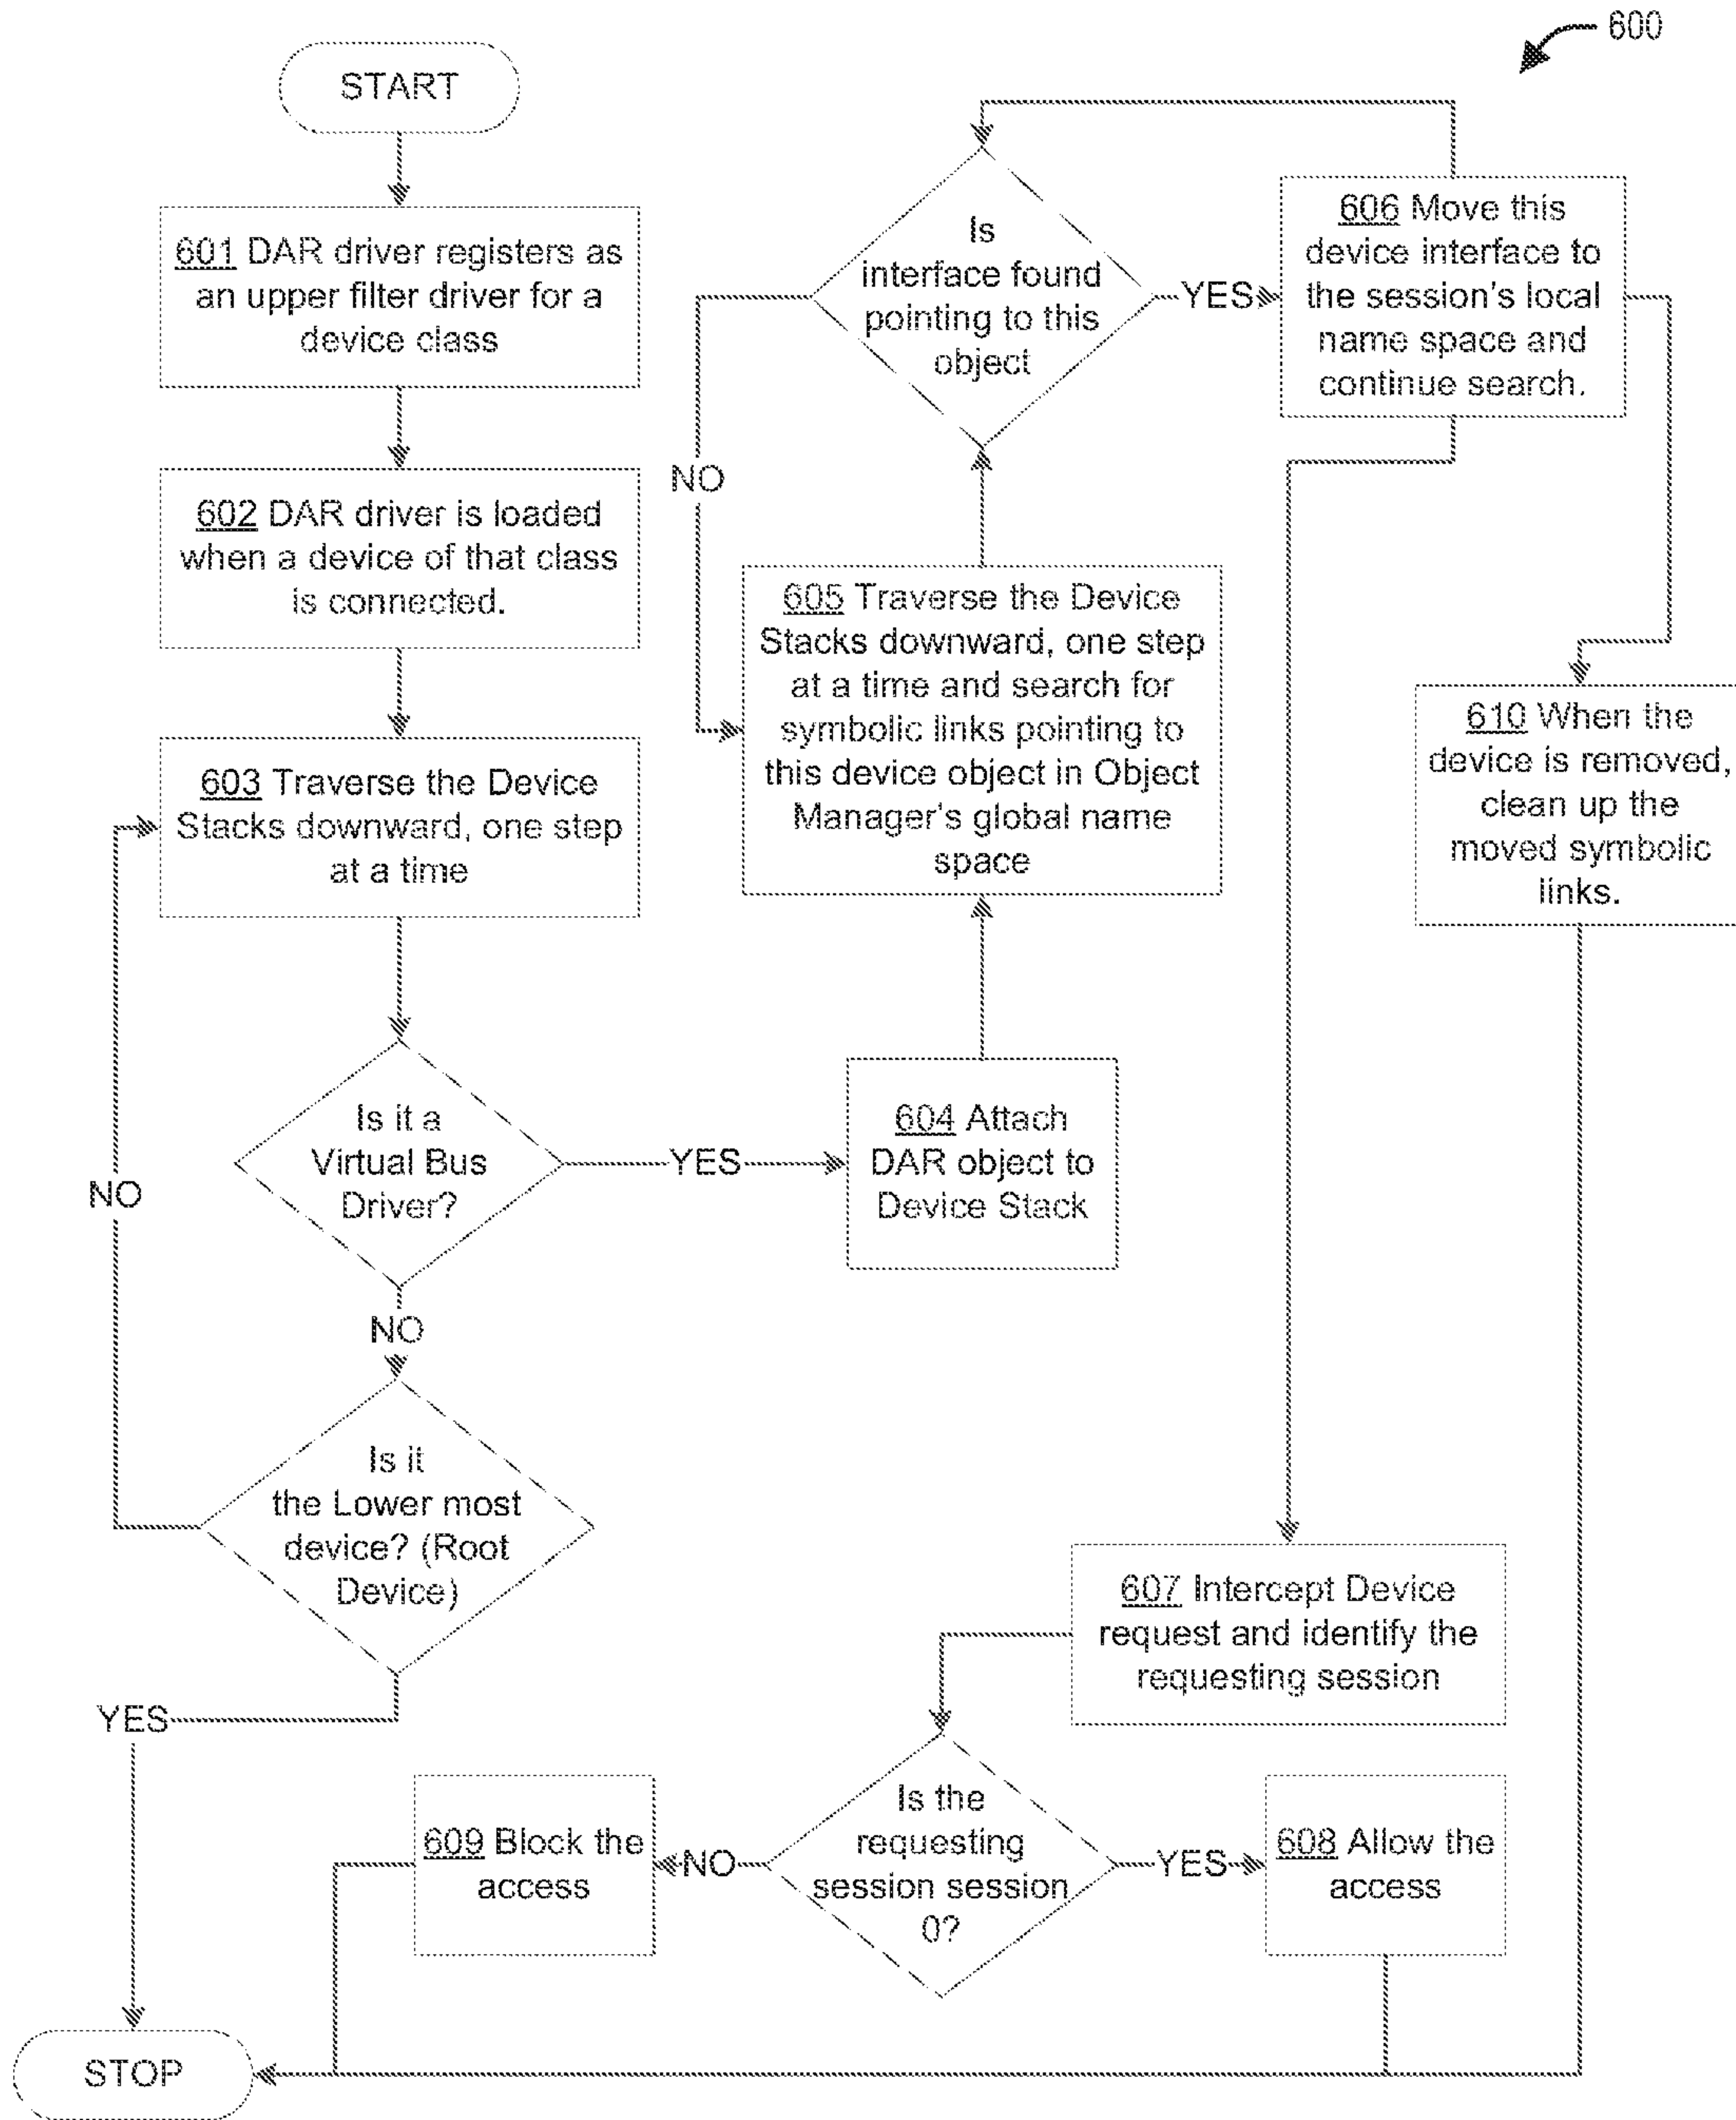 600
START
601 DAR driver registers as
an upper filter driver for a
device class
602 DAR driver is loaded
when a device of that class
is connected.
603 Traverse the Device
Stacks downward, one step
at a time
Is it a
Virtual Bus
Driver?
YES
NO
NO
Is it
the Lower most
device? (Root
Device)
YES
STOP
604 Attach
DAR object to
Device Stack
605 Traverse the Device
Stacks downward, one step
at a time and search for
symbolic links pointing to
this device object in Object
Manager's global name
space
Is
interface found
pointing to this
object
NO
YES
606 Move this
device interface to
the session's local
name space and
continue search.
610 When the
device is removed,
clean up the
moved symbolic
links.
607 Intercept Device
request and identify the
requesting session
Is the
requesting
session session
0?
NO
YES
609 Block the
access
608 Allow the
access